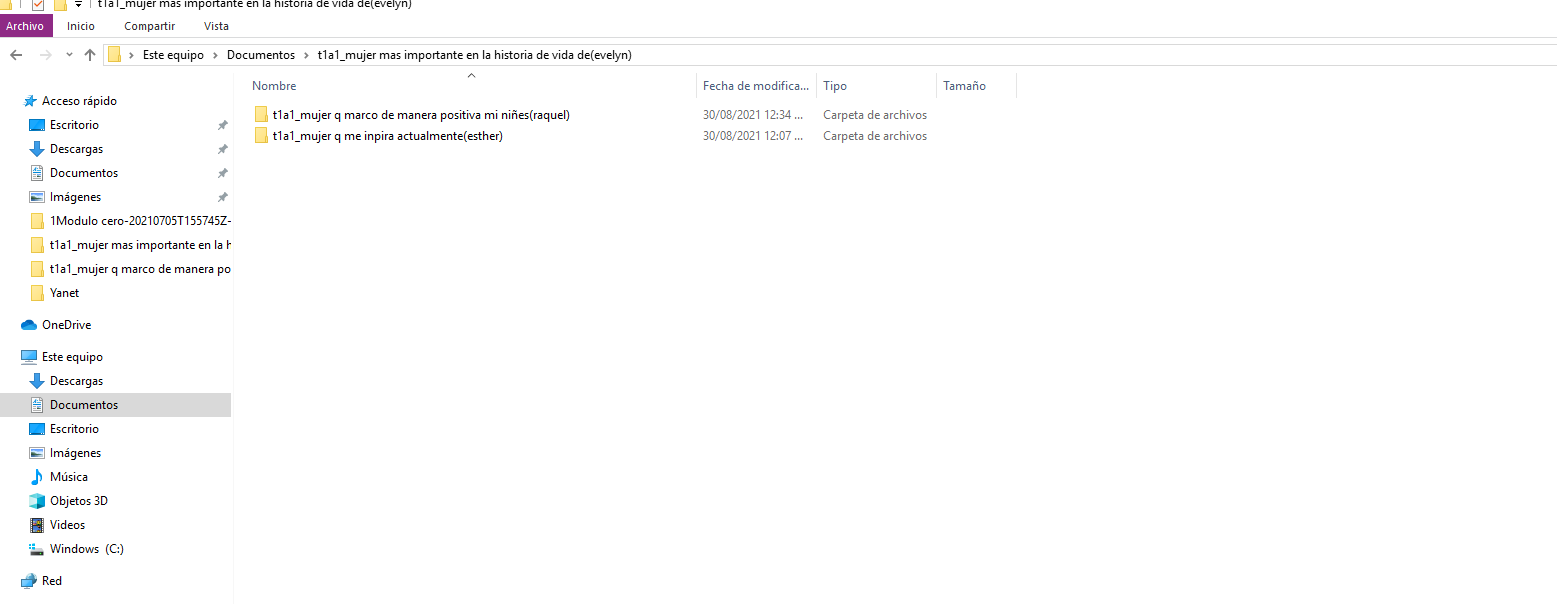 t1a1_mujer mas importante en la historia de vida de(evelyn)
Archivo Inicio Compartir Vista
Este equipo Documentos t1a1_mujer mas importante en la historia de vida de(evelyn)
Nombre Fecha de modifica... Tipo Tamaño
t1a1_mujer q marco de manera positiva mi niñes(raquel) 30/08/2021 12:34 ... Carpeta de archivos
t1a1_mujer q me inpira actualmente(esther) 30/08/2021 12:07 ... Carpeta de archivos
Acceso rápido
Escritorio
Descargas
Documentos
Imágenes
1Modulo cero-20210705T155745Z-
t1a1_mujer mas importante en la h
t1a1_mujer q marco de manera po
Yanet
OneDrive
Este equipo
Descargas
Documentos
Escritorio
Imágenes
Música
Objetos 3D
Videos
Windows (C:)
Red